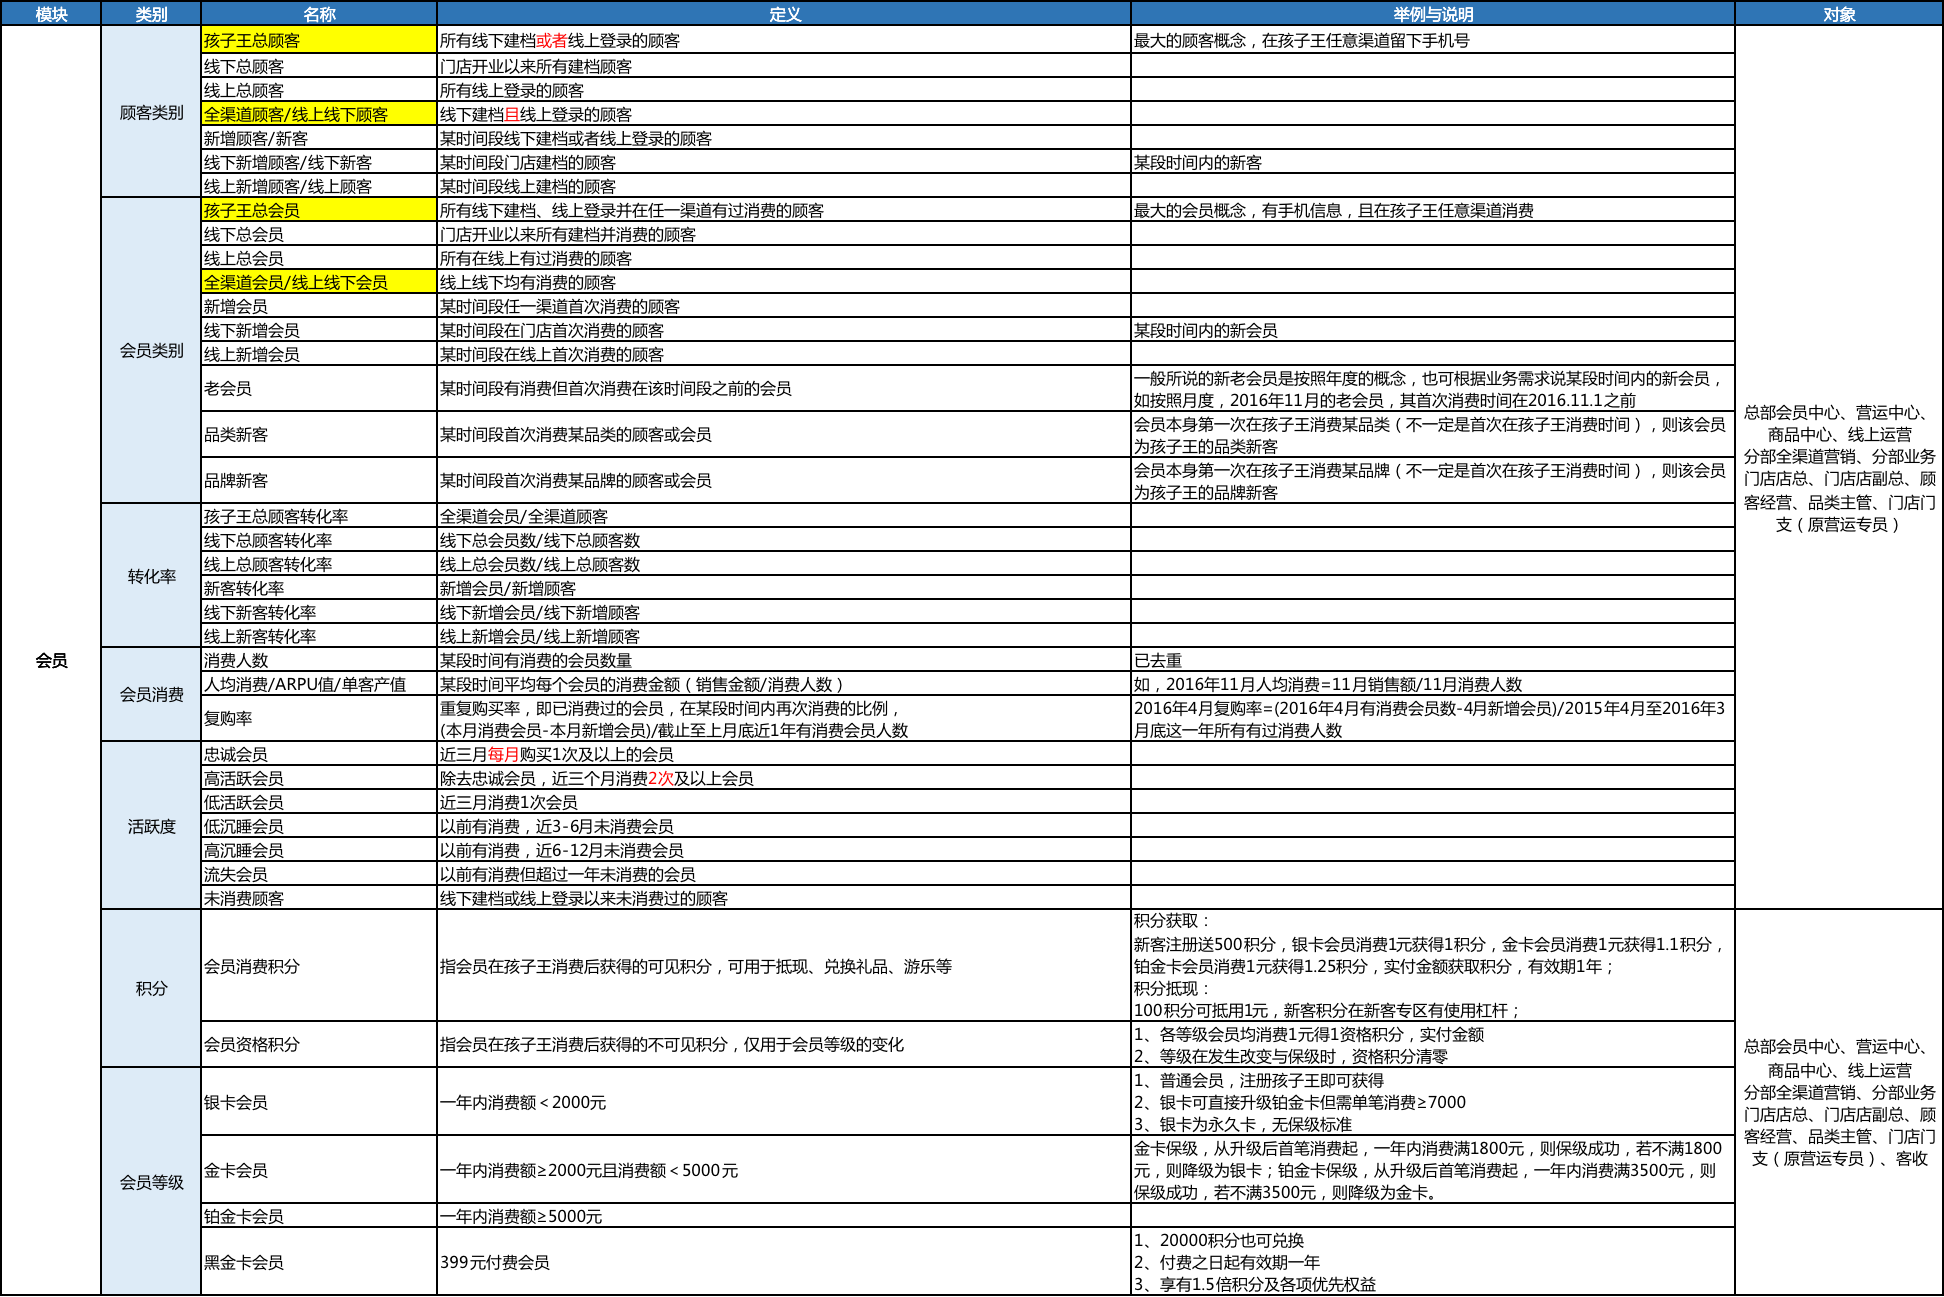 模块 类别 名称 定义 举例与说明 对象
会员
顾客类别
孩子王总顾客 所有线下建档或者线上登录的顾客 最大的顾客概念，在孩子王任意渠道留下手机号
线下总顾客 门店开业以来所有建档顾客
线上总顾客 所有线上登录的顾客
全渠道顾客/线上线下顾客 线下建档且线上登录的顾客
新增顾客/新客 某时间段线下建档或者线上登录的顾客
线下新增顾客/线下新客 某时间段门店建档的顾客 某段时间内的新客
线上新增顾客/线上顾客 某时间段线上建档的顾客
会员类别
孩子王总会员 所有线下建档、线上登录并在任一渠道有过消费的顾客 最大的会员概念，有手机信息，且在孩子王任意渠道消费
线下总会员 门店开业以来所有建档并消费的顾客
线上总会员 所有在线上有过消费的顾客
全渠道会员/线上线下会员 线上线下均有消费的顾客
新增会员 某时间段任一渠道首次消费的顾客
线下新增会员 某时间段在门店首次消费的顾客 某段时间内的新会员
线上新增会员 某时间段在线上首次消费的顾客
老会员 某时间段有消费但首次消费在该时间段之前的会员
一般所说的新老会员是按照年度的概念，也可根据业务需求说某段时间内的新会员，
如按照月度，2016年11月的老会员，其首次消费时间在2016.11.1之前
品类新客 某时间段首次消费某品类的顾客或会员
会员本身第一次在孩子王消费某品类（不一定是首次在孩子王消费时间），则该会员
为孩子王的品类新客
品牌新客 某时间段首次消费某品牌的顾客或会员
会员本身第一次在孩子王消费某品牌（不一定是首次在孩子王消费时间），则该会员
为孩子王的品牌新客
转化率
孩子王总顾客转化率 全渠道会员/全渠道顾客
线下总顾客转化率 线下总会员数/线下总顾客数
线上总顾客转化率 线上总会员数/线上总顾客数
新客转化率 新增会员/新增顾客
线下新客转化率 线下新增会员/线下新增顾客
线上新客转化率 线上新增会员/线上新增顾客
会员消费
消费人数 某段时间有消费的会员数量 已去重
人均消费/ARPU值/单客产值 某段时间平均每个会员的消费金额（销售金额/消费人数） 如，2016年11月人均消费=11月销售额/11月消费人数
复购率
重复购买率，即已消费过的会员，在某段时间内再次消费的比例，
(本月消费会员-本月新增会员)/截止至上月底近1年有消费会员人数
2016年4月复购率=(2016年4月有消费会员数-4月新增会员)/2015年4月至2016年3
月底这一年所有有过消费人数
活跃度
忠诚会员 近三月每月购买1次及以上的会员
高活跃会员 除去忠诚会员，近三个月消费2次及以上会员
低活跃会员 近三月消费1次会员
低沉睡会员 以前有消费，近3-6月未消费会员
高沉睡会员 以前有消费，近6-12月未消费会员
流失会员 以前有消费但超过一年未消费的会员
未消费顾客 线下建档或线上登录以来未消费过的顾客
总部会员中心、营运中心、
商品中心、线上运营
分部全渠道营销、分部业务
门店店总、门店店副总、顾
客经营、品类主管、门店门
支（原营运专员）
积分
会员消费积分 指会员在孩子王消费后获得的可见积分，可用于抵现、兑换礼品、游乐等
积分获取：
新客注册送500积分，银卡会员消费1元获得1积分，金卡会员消费1元获得1.1积分，
铂金卡会员消费1元获得1.25积分，实付金额获取积分，有效期1年；
积分抵现：
100积分可抵用1元，新客积分在新客专区有使用杠杆；
会员资格积分 指会员在孩子王消费后获得的不可见积分，仅用于会员等级的变化
1、各等级会员均消费1元得1资格积分，实付金额
2、等级在发生改变与保级时，资格积分清零
会员等级
银卡会员 一年内消费额＜2000元
1、普通会员，注册孩子王即可获得
2、银卡可直接升级铂金卡但需单笔消费≥7000
3、银卡为永久卡，无保级标准
金卡会员 一年内消费额≥2000元且消费额＜5000元
金卡保级，从升级后首笔消费起，一年内消费满1800元，则保级成功，若不满1800
元，则降级为银卡；铂金卡保级，从升级后首笔消费起，一年内消费满3500元，则
保级成功，若不满3500元，则降级为金卡。
铂金卡会员 一年内消费额≥5000元
黑金卡会员 399元付费会员
1、20000积分也可兑换
2、付费之日起有效期一年
3、享有1.5倍积分及各项优先权益
总部会员中心、营运中心、
商品中心、线上运营
分部全渠道营销、分部业务
门店店总、门店店副总、顾
客经营、品类主管、门店门
支（原营运专员）、客收